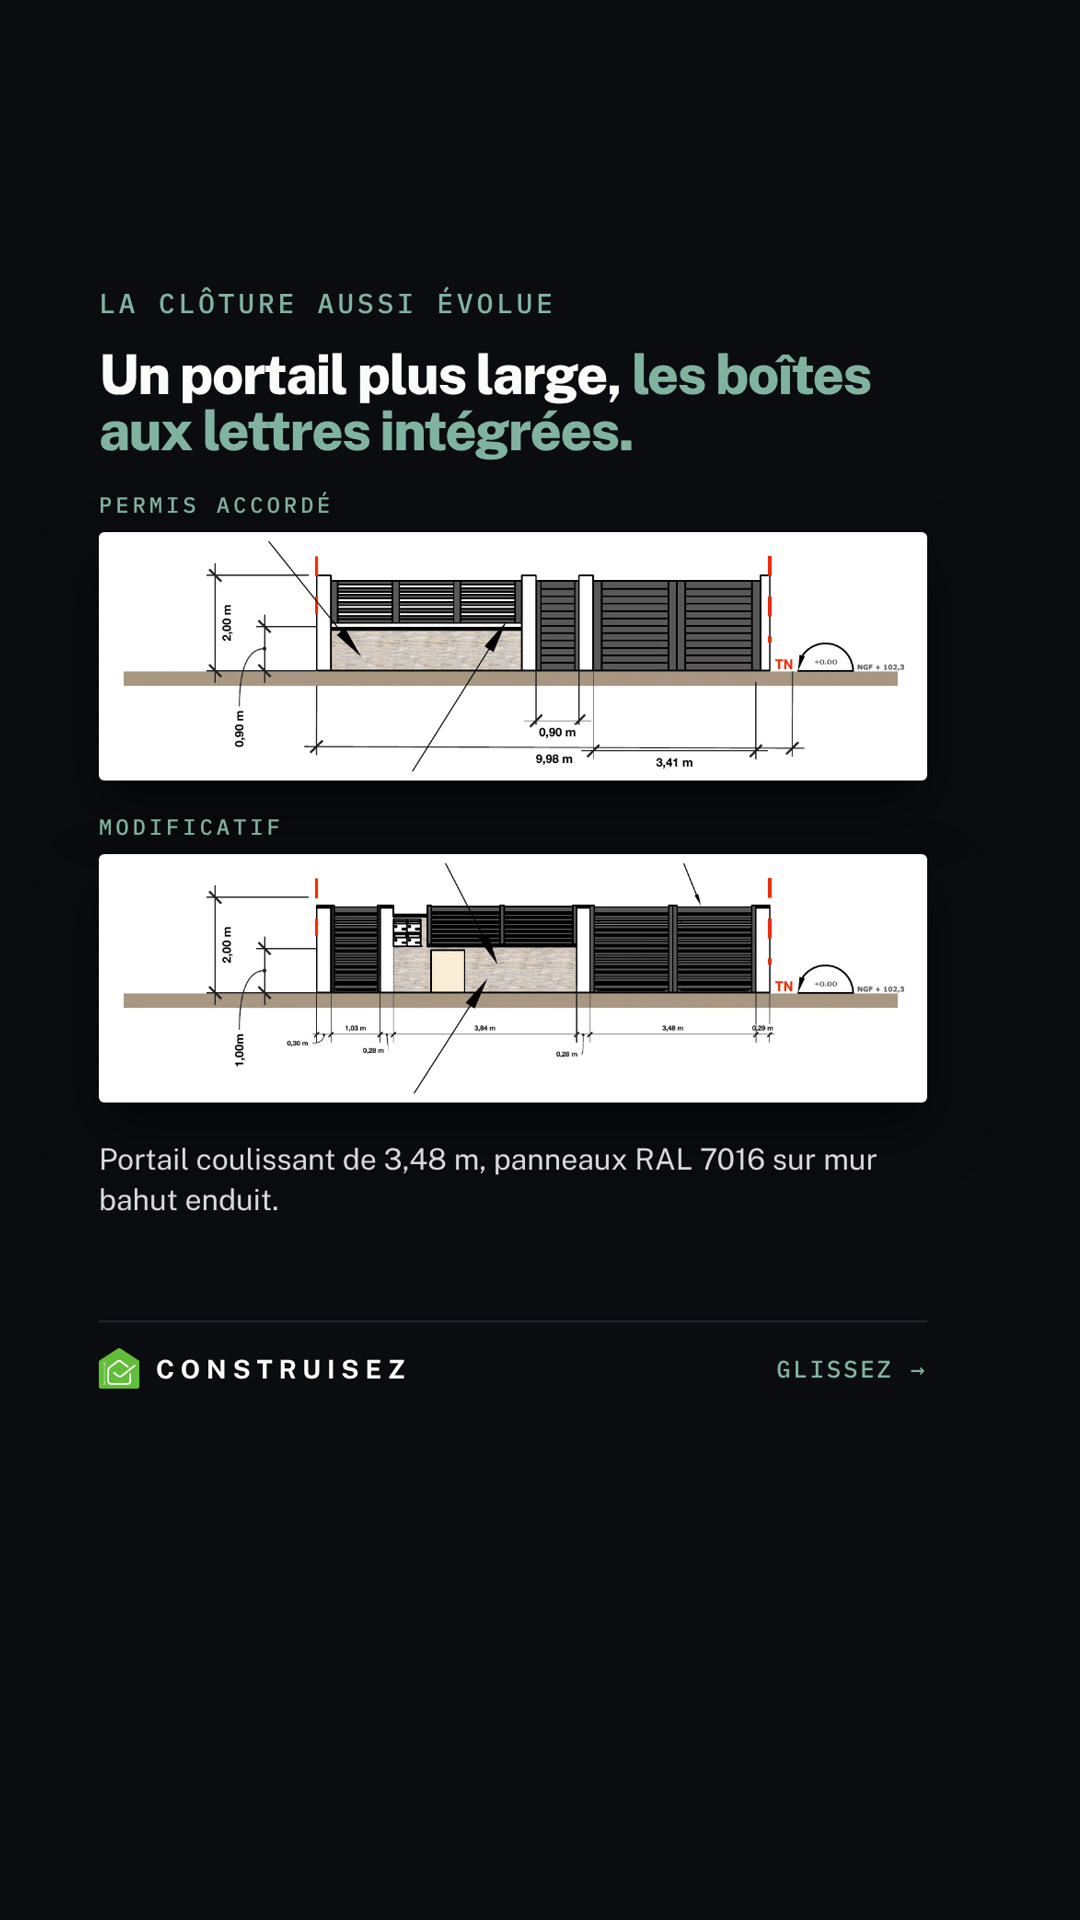 LA CLÔTURE AUSSI ÉVOLUE
Un portail plus large, les boîtes
aux lettres intégrées.
PERMIS ACCORDÉ
2,00 m
0,90 m
TN
+0.00
NGF + 102,3
0,90 m
9,98 m
3,41 m
MODIFICATIF
2,00 m
1,00m
TN
+0.00
NGF + 102,3
0,30 m
1,03 m
0,28 m
3,84 m
0,28 m
3,48 m
0,29 m
Portail coulissant de 3,48 m, panneaux RAL 7016 sur mur
bahut enduit.
CONSTRUISEZ
GLISSEZ →